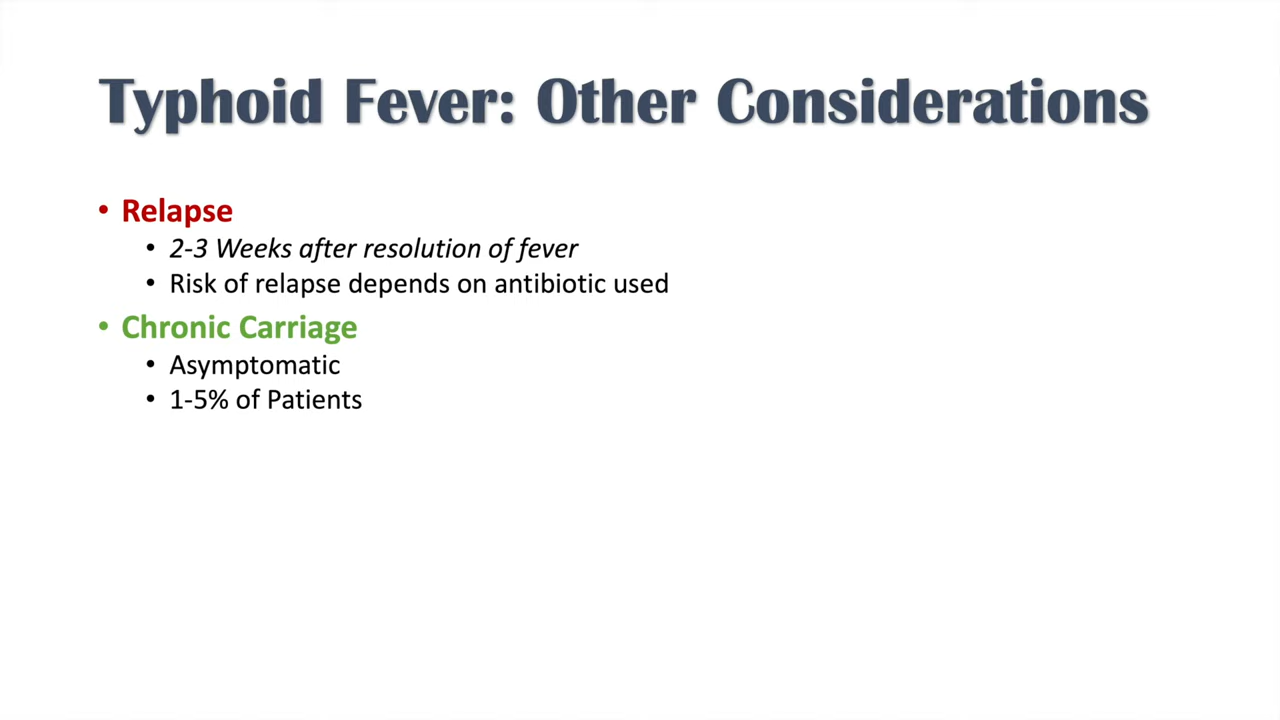 Typhoid Fever: Other Considerations
• Relapse
• 2-3 Weeks after resolution of fever
• Risk of relapse depends on antibiotic used
• Chronic Carriage
• Asymptomatic
• 1-5% of Patients